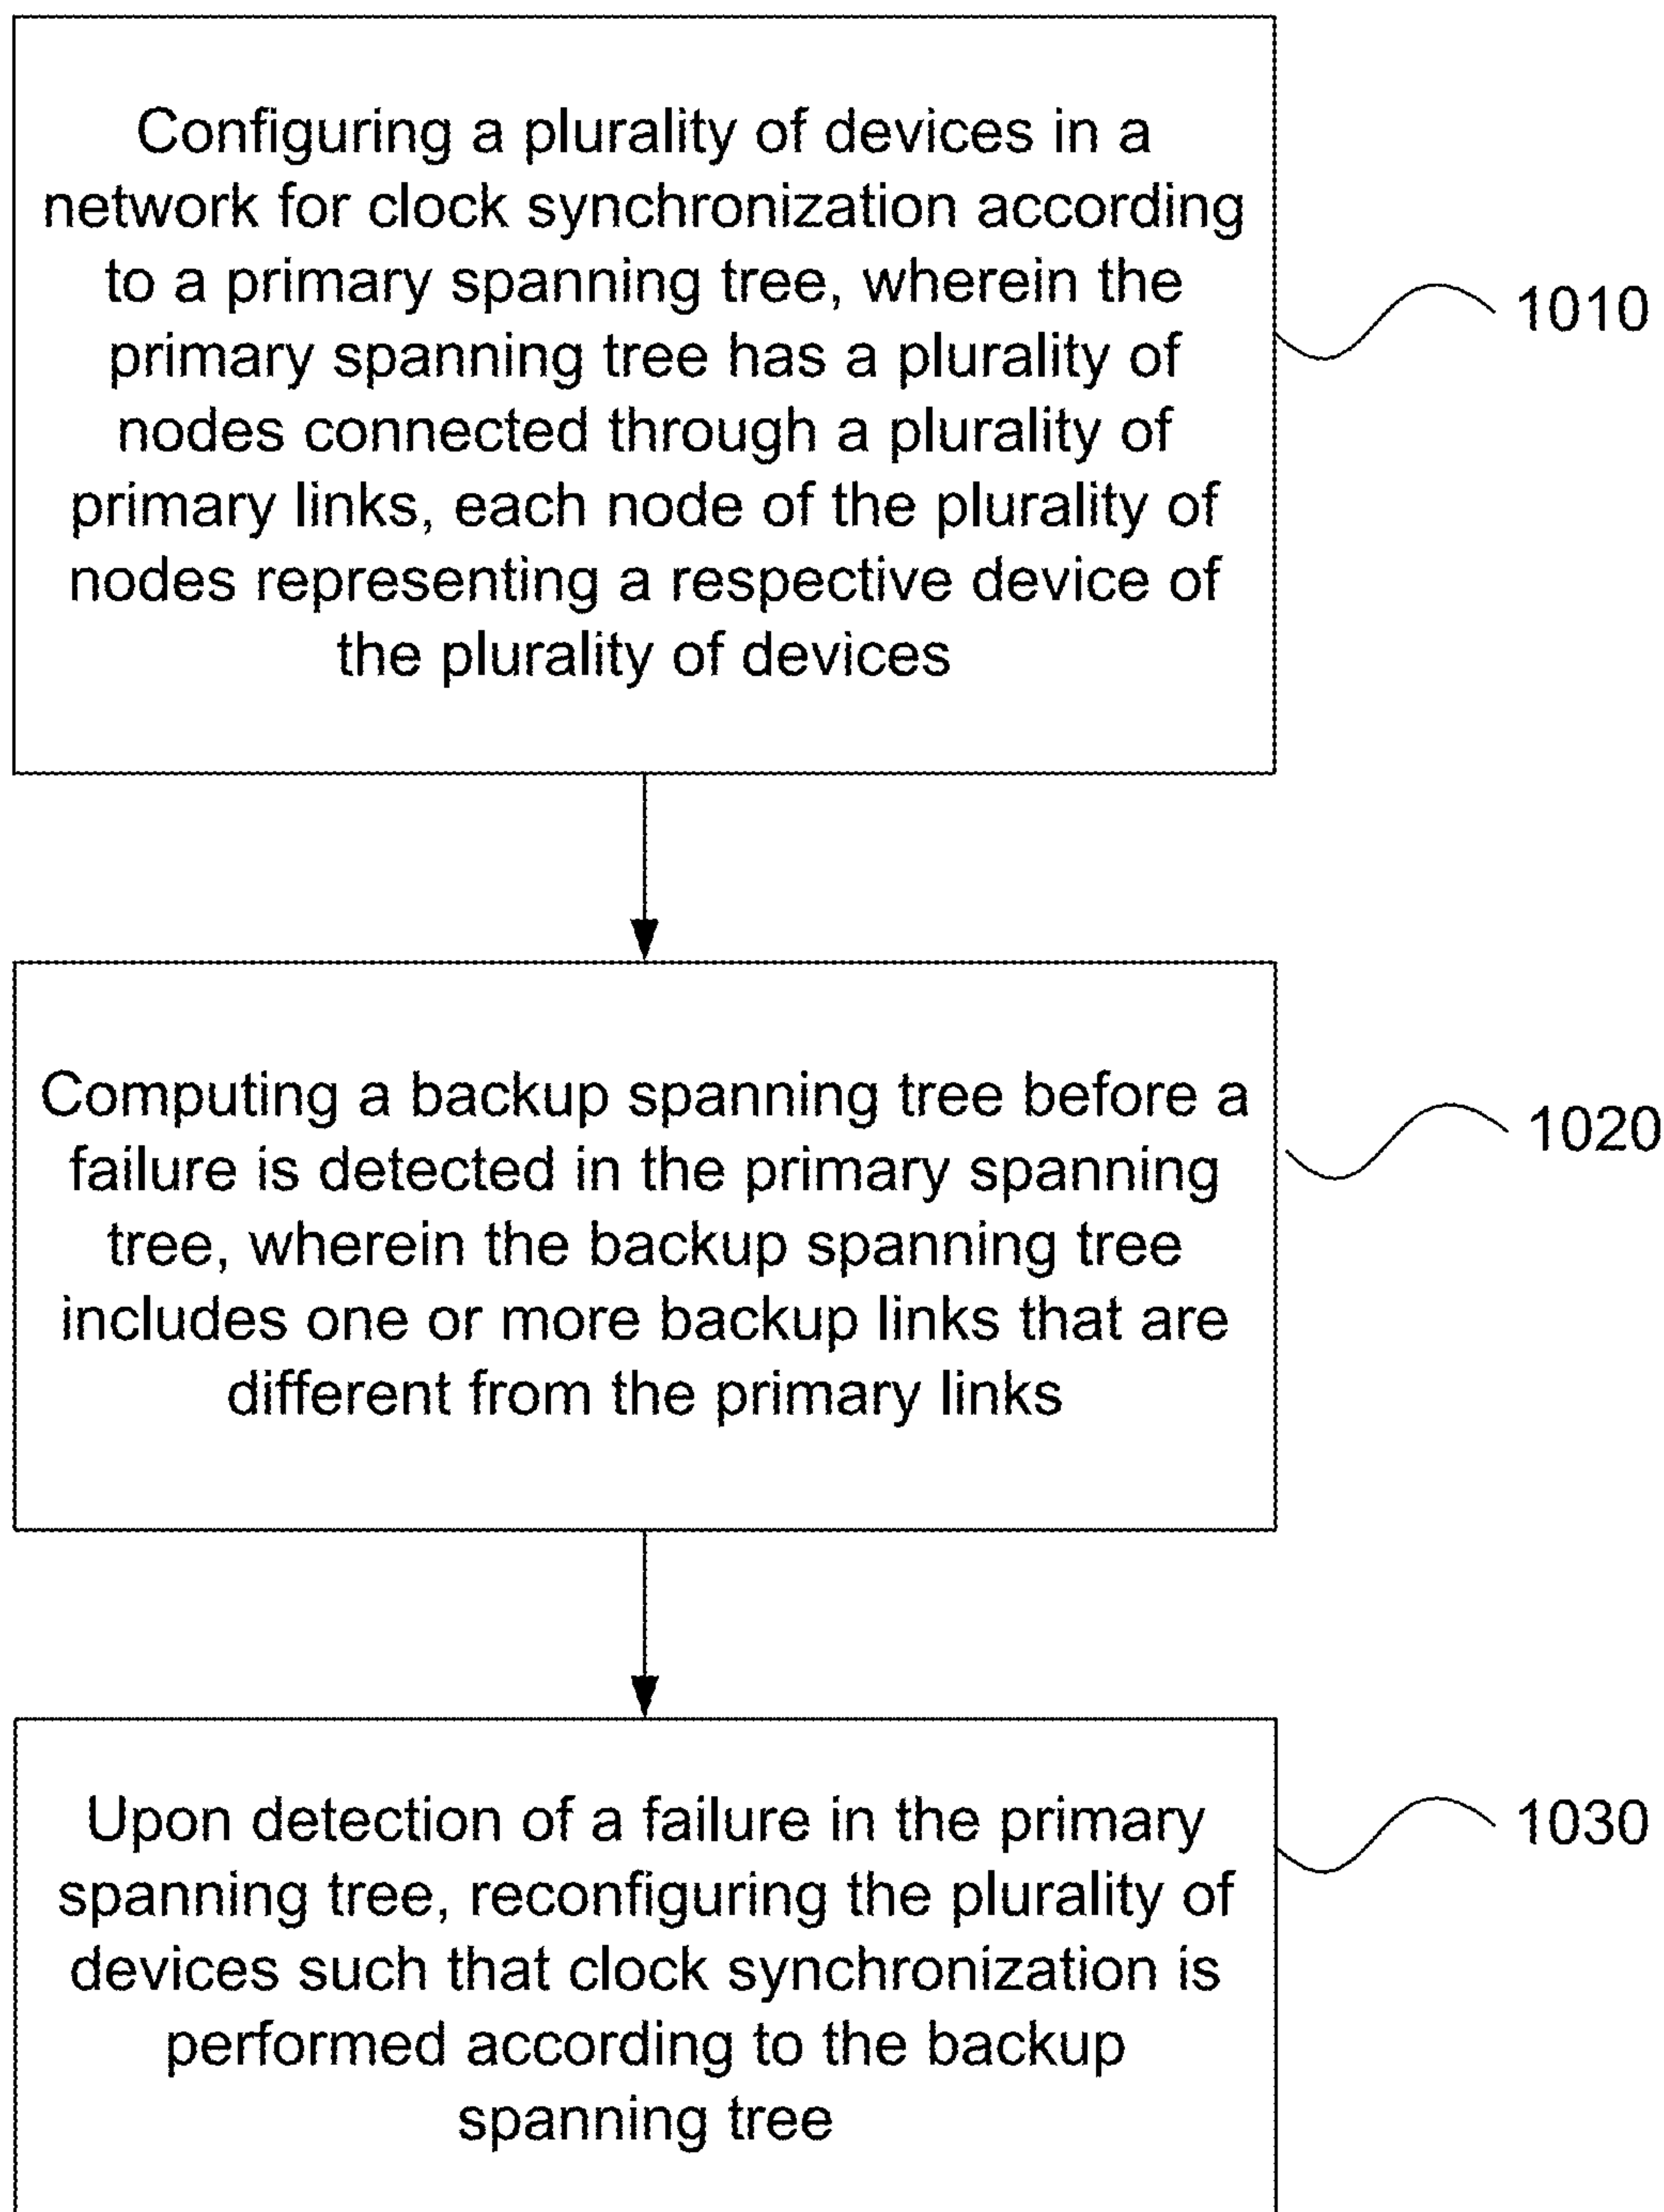 Configuring a plurality of devices in a
network for clock synchronization according
to a primary spanning tree, wherein the
primary spanning tree has a plurality of
nodes connected through a plurality of
primary links, each node of the plurality of
nodes representing a respective device of
the plurality of devices
1010
Computing a backup spanning tree before a
failure is detected in the primary spanning
tree, wherein the backup spanning tree
includes one or more backup links that are
different from the primary links
1020
Upon detection of a failure in the primary
spanning tree, reconfiguring the plurality of
devices such that clock synchronization is
performed according to the backup
spanning tree
1030